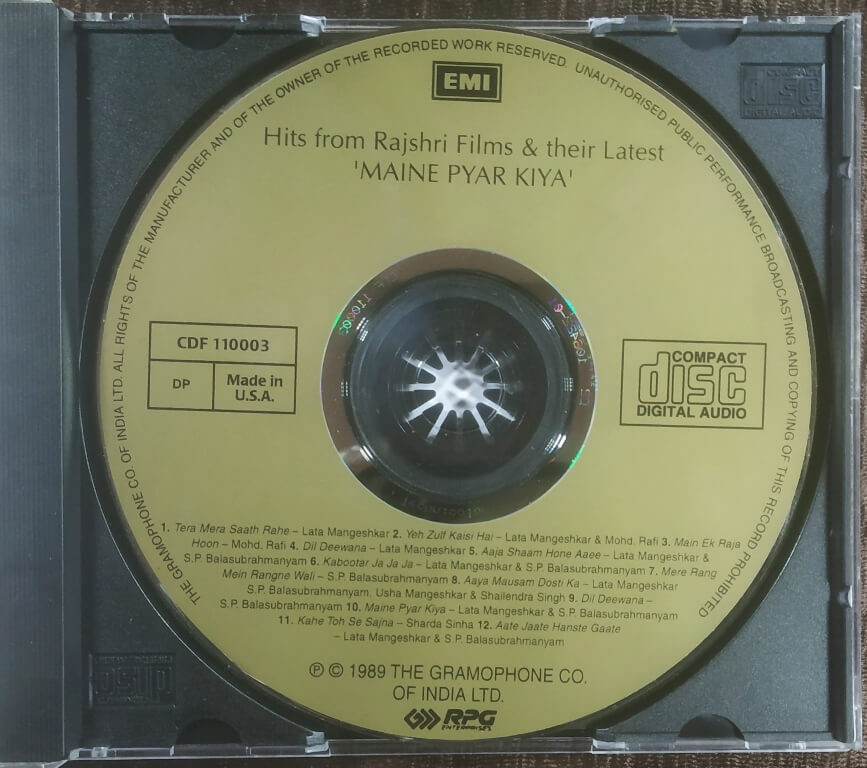 THE GRAMOPHONE CO. OF INDIA LTD. ALL RIGHTS OF THE MANUFACTURER AND OF THE OWNER OF THE RECORDED WORK RESERVED. UNAUTHORISED PUBLIC PERFORMANCE BROADCASTING AND COPYING OF THIS RECORD PROHIBITED
EMI
Hits from Rajshri Films & their Latest
'MAINE PYAR KIYA'
CDF 110003
DP
Made in
U.S.A.
COMPACT
disc
DIGITAL AUDIO
1. Tera Mera Saath Rahe – Lata Mangeshkar 2. Yeh Zulf Kaisi Hai – Lata Mangeshkar & Mohd. Rafi 3. Main Ek Raja
Hoon – Mohd. Rafi 4. Dil Deewana – Lata Mangeshkar 5. Aaja Shaam Hone Aaee – Lata Mangeshkar &
S.P. Balasubrahmanyam 6. Kabootar Ja Ja Ja – Lata Mangeshkar & S.P. Balasubrahmanyam 7. Mere Rang
Mein Rangne Wali – S.P. Balasubrahmanyam 8. Aaya Mausam Dosti Ka – Lata Mangeshkar
S.P. Balasubrahmanyam, Usha Mangeshkar & Shailendra Singh 9. Dil Deewana –
S.P. Balasubrahmanyam 10. Maine Pyar Kiya – Lata Mangeshkar & S.P. Balasubrahmanyam
11. Kahe Toh Se Sajna – Sharda Sinha 12. Aate Jaate Hanste Gaate
– Lata Mangeshkar & S.P. Balasubrahmanyam
℗ © 1989 THE GRAMOPHONE CO.
OF INDIA LTD.
RPG
ENTERPRISES
COMPACT
disc
DIGITAL AUDIO